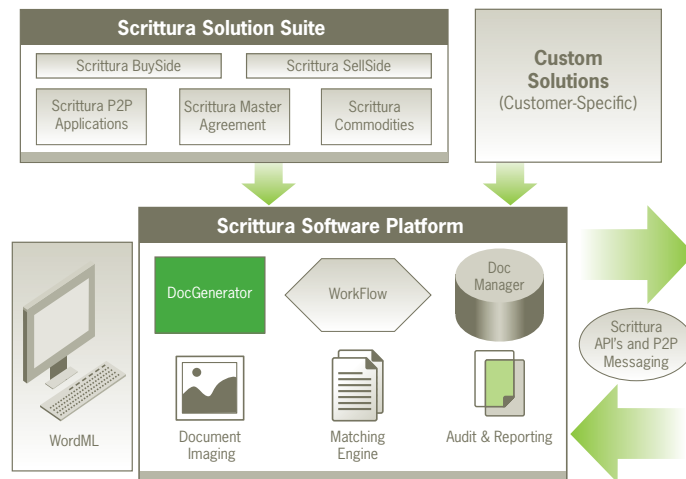 Scrittura Solution Suite
Scrittura BuySide
Scrittura SellSide
Scrittura P2P
Applications
Scrittura Master
Agreement
Scrittura
Commodities
Custom
Solutions
(Customer-Specific)
Scrittura Software Platform
WordML
DocGenerator
WorkFlow
Doc
Manager
Document
Imaging
Matching
Engine
Audit & Reporting
Scrittura
API's and P2P
Messaging